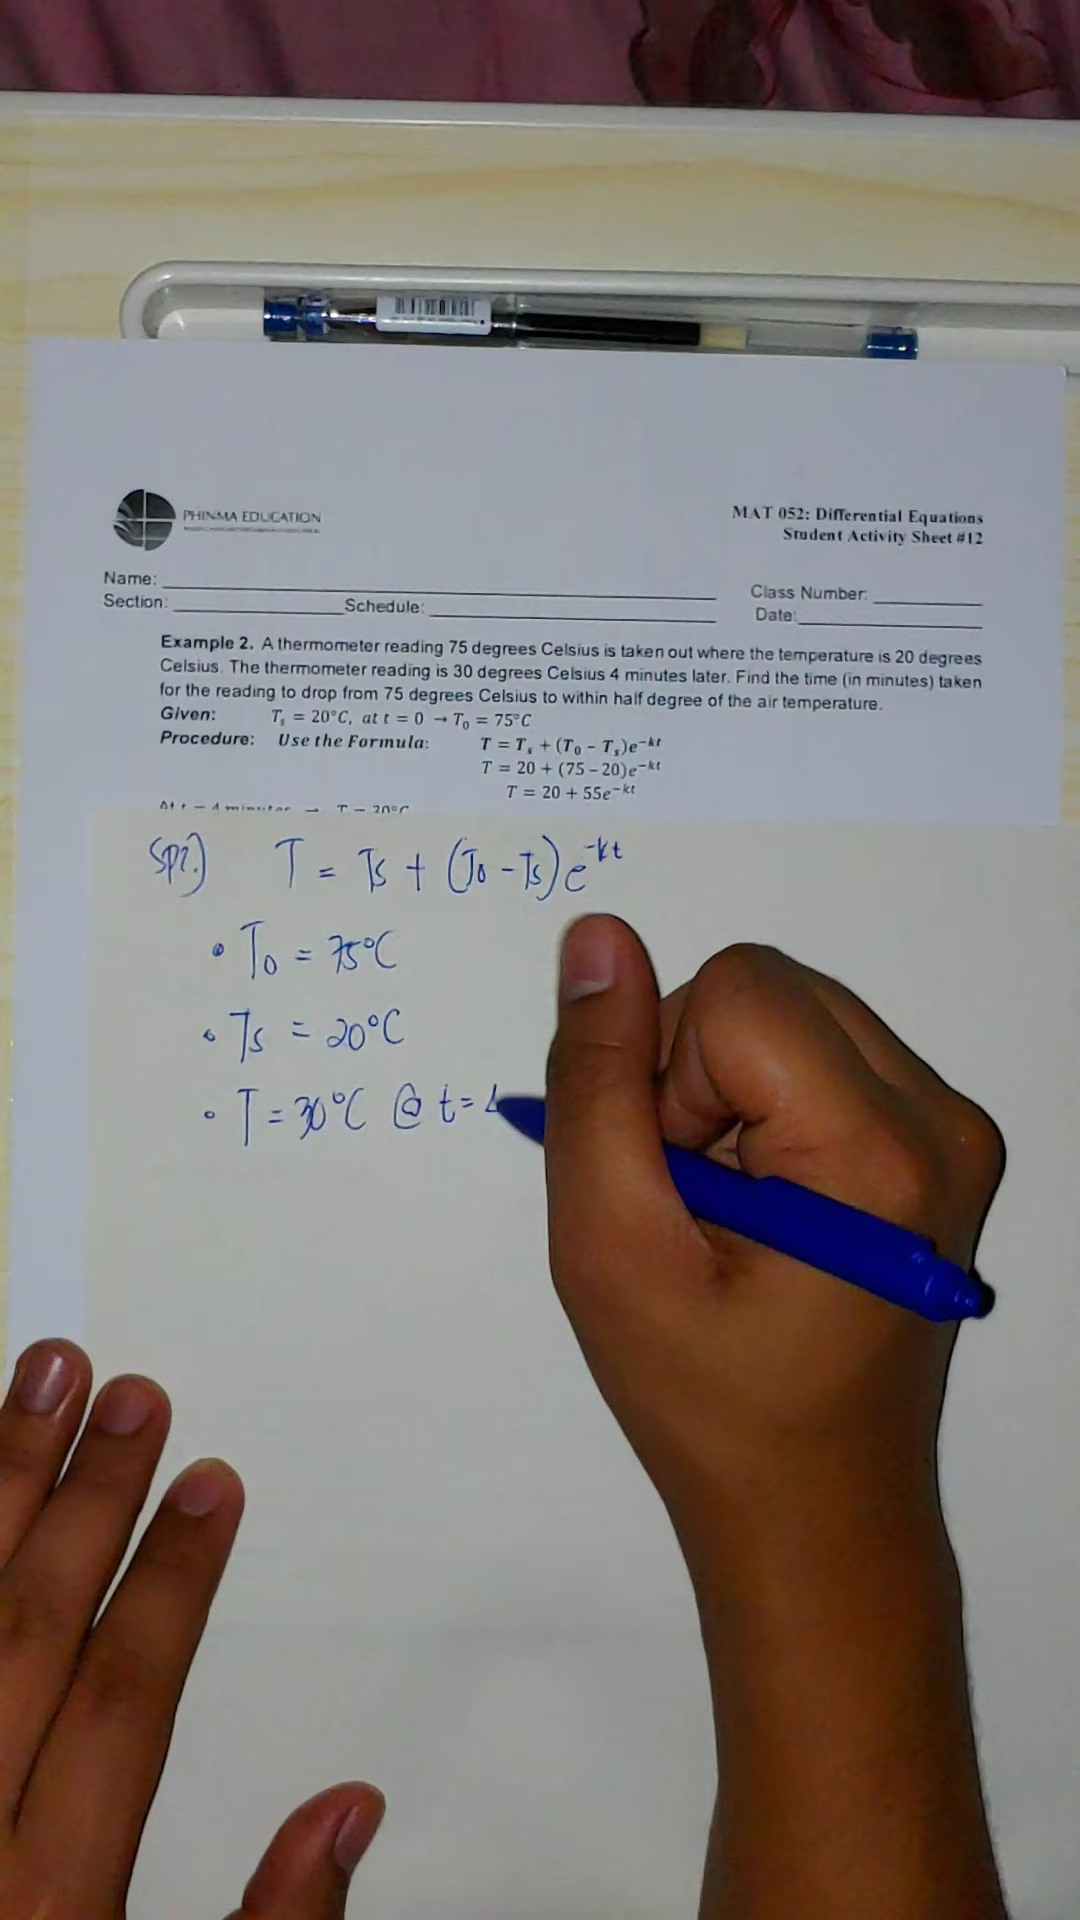 PHINMA EDUCATION
MAT 052: Differential Equations
Student Activity Sheet #12
Name:
Class Number:
Section: Schedule:
Date:
Example 2. A thermometer reading 75 degrees Celsius is taken out where the temperature is 20 degrees
Celsius. The thermometer reading is 30 degrees Celsius 4 minutes later. Find the time (in minutes) taken
for the reading to drop from 75 degrees Celsius to within half degree of the air temperature.
Given: Tₛ = 20°C, at t = 0 → T₀ = 75°C
Procedure: Use the Formula: T = Tₛ + (T₀ – Tₛ)e^-kt
T = 20 + (75 – 20)e^-kt
T = 20 + 55e^-kt
T = Ts + (To - Ts)e^-kt
• To = 75°C
• Ts = 20°C
• T = 30°C @ t=